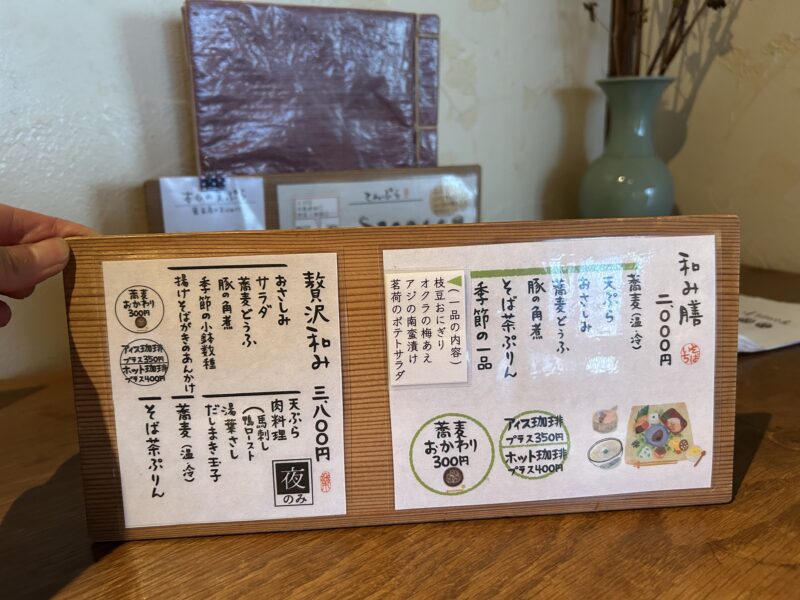 和み膳
二、〇〇〇円
蕎麦(温・冷)
天ぷら
おさしみ
蕎麦どうふ
豚の角煮
そば茶ぷりん
季節の一品
(一品の内容)
枝豆おにぎり
オクラの梅あえ
アジの南蛮漬け
茗荷のポテトサラダ
アイス珈琲
プラス350円
ホット珈琲
プラス400円
蕎麦
おかわり
300円
贅沢和み 三、八〇〇円
おさしみ
サラダ
蕎麦どうふ
豚の角煮
季節の小鉢数種
揚げそばがきのあんかけ
天ぷら
肉料理
(馬刺し
鴨ロースト
湯葉さし
だしまき玉子
蕎麦(温・冷)
そば茶ぷりん
夜
のみ
蕎麦
おかわり
300円
アイス珈琲
プラス350円
ホット珈琲
プラス400円
てんぷら